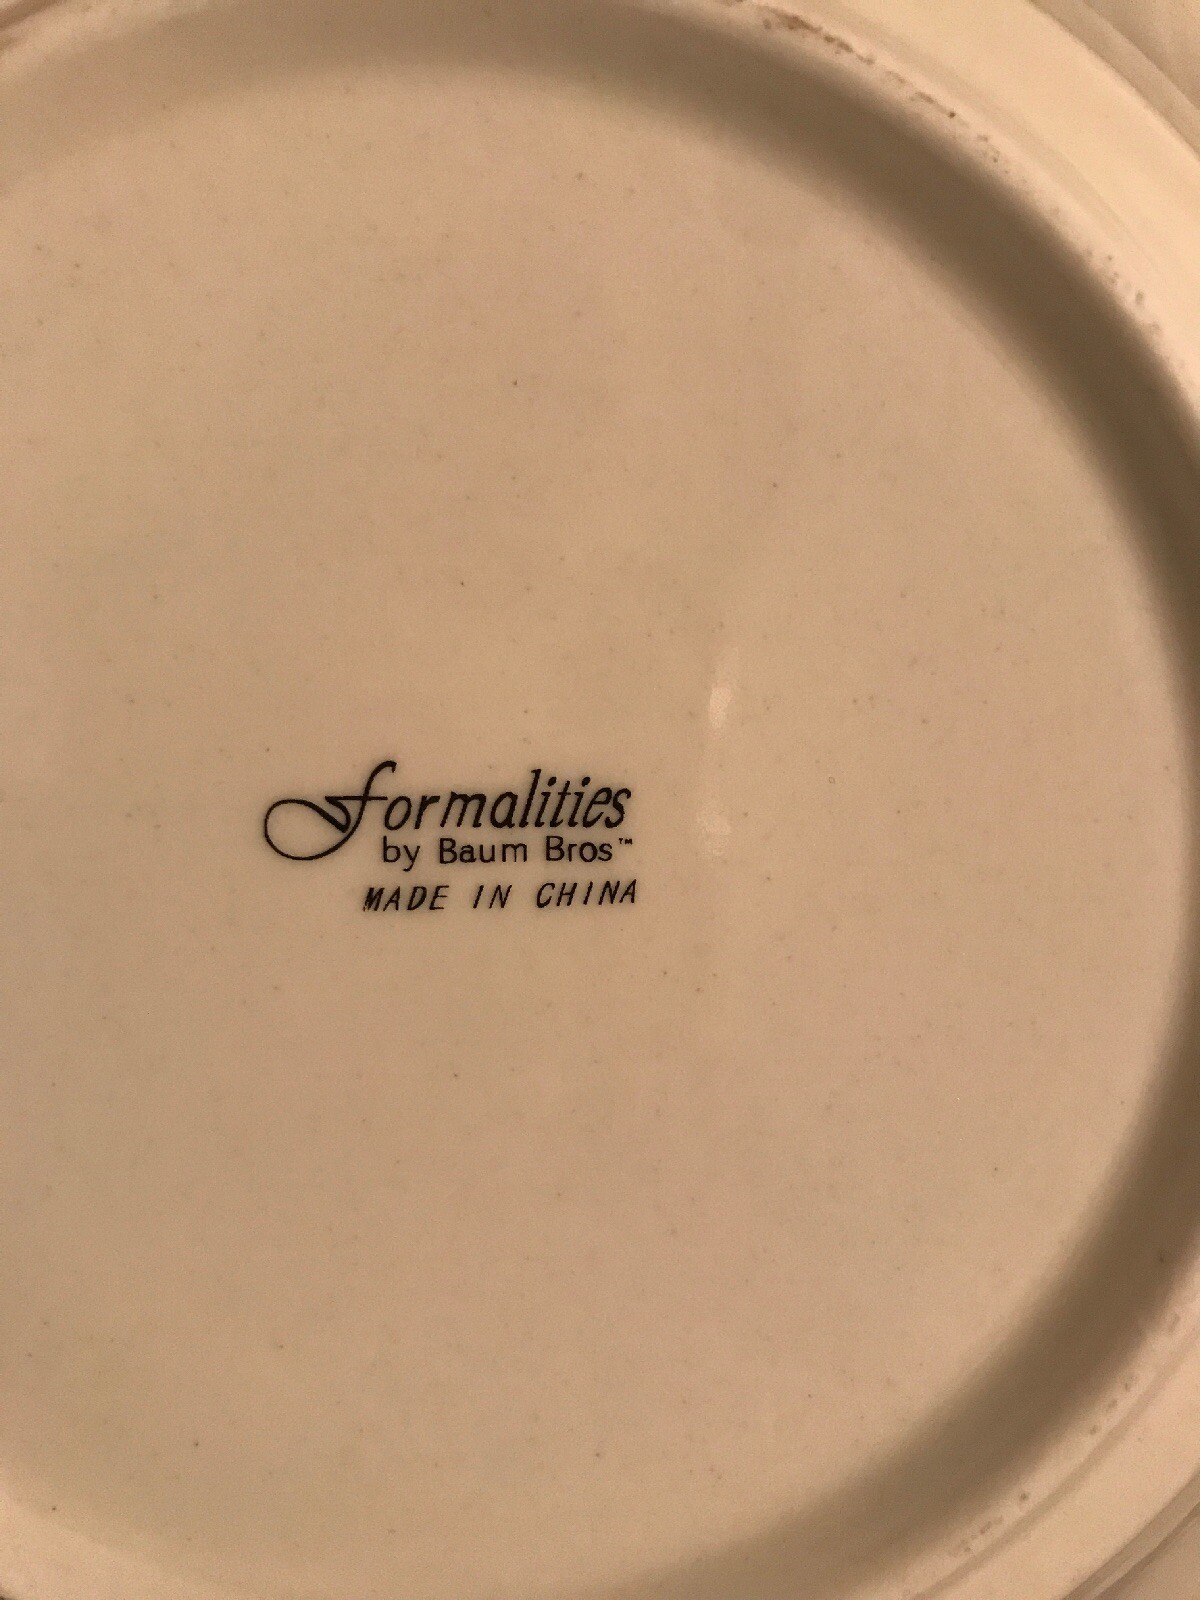 formalities
by Baum Bros™
MADE IN CHINA